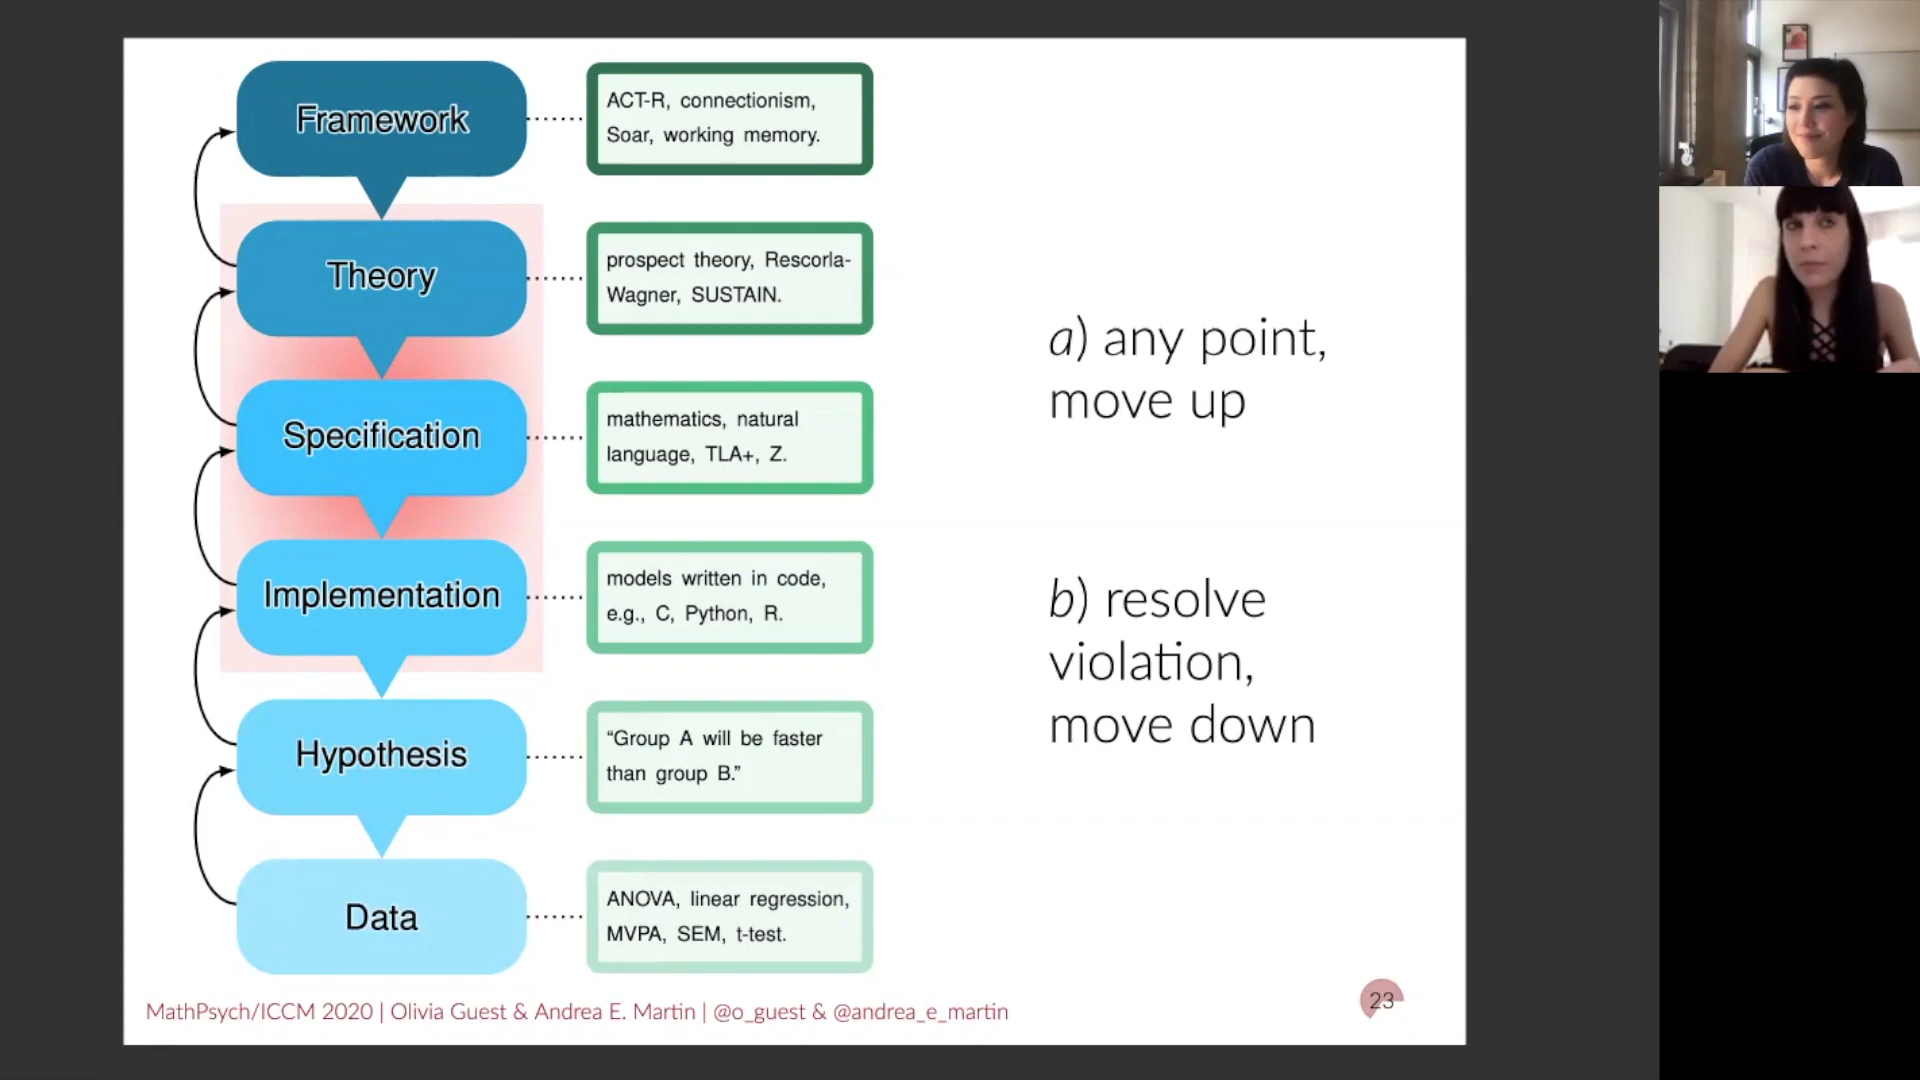 Framework
ACT-R, connectionism,
Soar, working memory.
Theory
prospect theory, Rescorla-
Wagner, SUSTAIN.
Specification
mathematics, natural
language, TLA+, Z.
Implementation
models written in code,
e.g., C, Python, R.
Hypothesis
“Group A will be faster
than group B.”
Data
ANOVA, linear regression,
MVPA, SEM, t-test.
a) any point,
move up
b) resolve
violation,
move down
MathPsych/ICCM 2020 | Olivia Guest & Andrea E. Martin | @o_guest & @andrea_e_martin
23